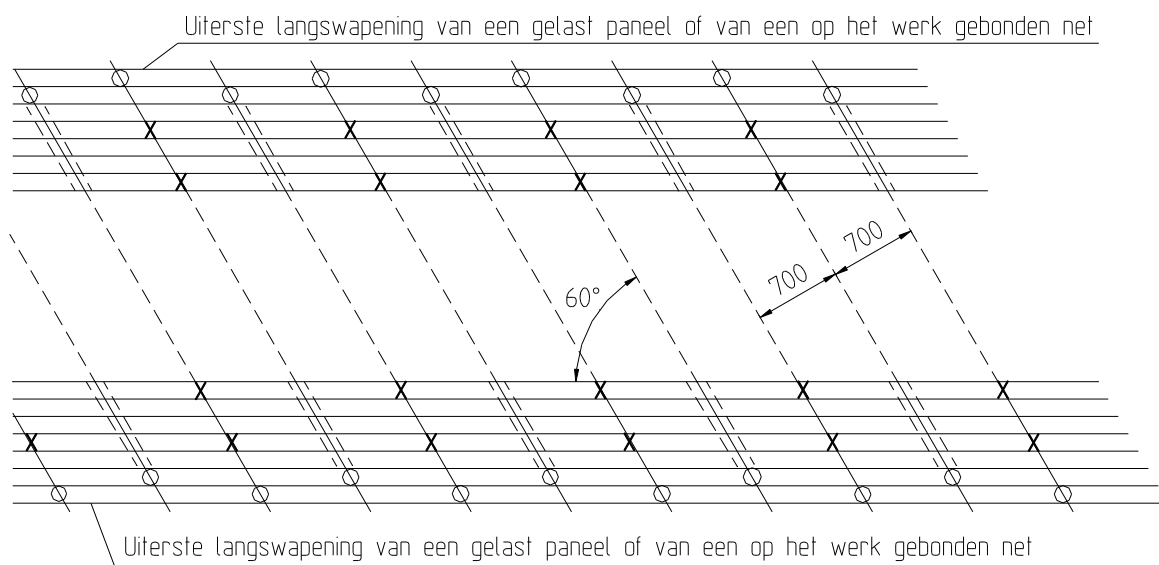 Uiterste langswapening van een gelast paneel of van een op het werk gebonden net
700
700
60°
Uiterste langswapening van een gelast paneel of van een op het werk gebonden net